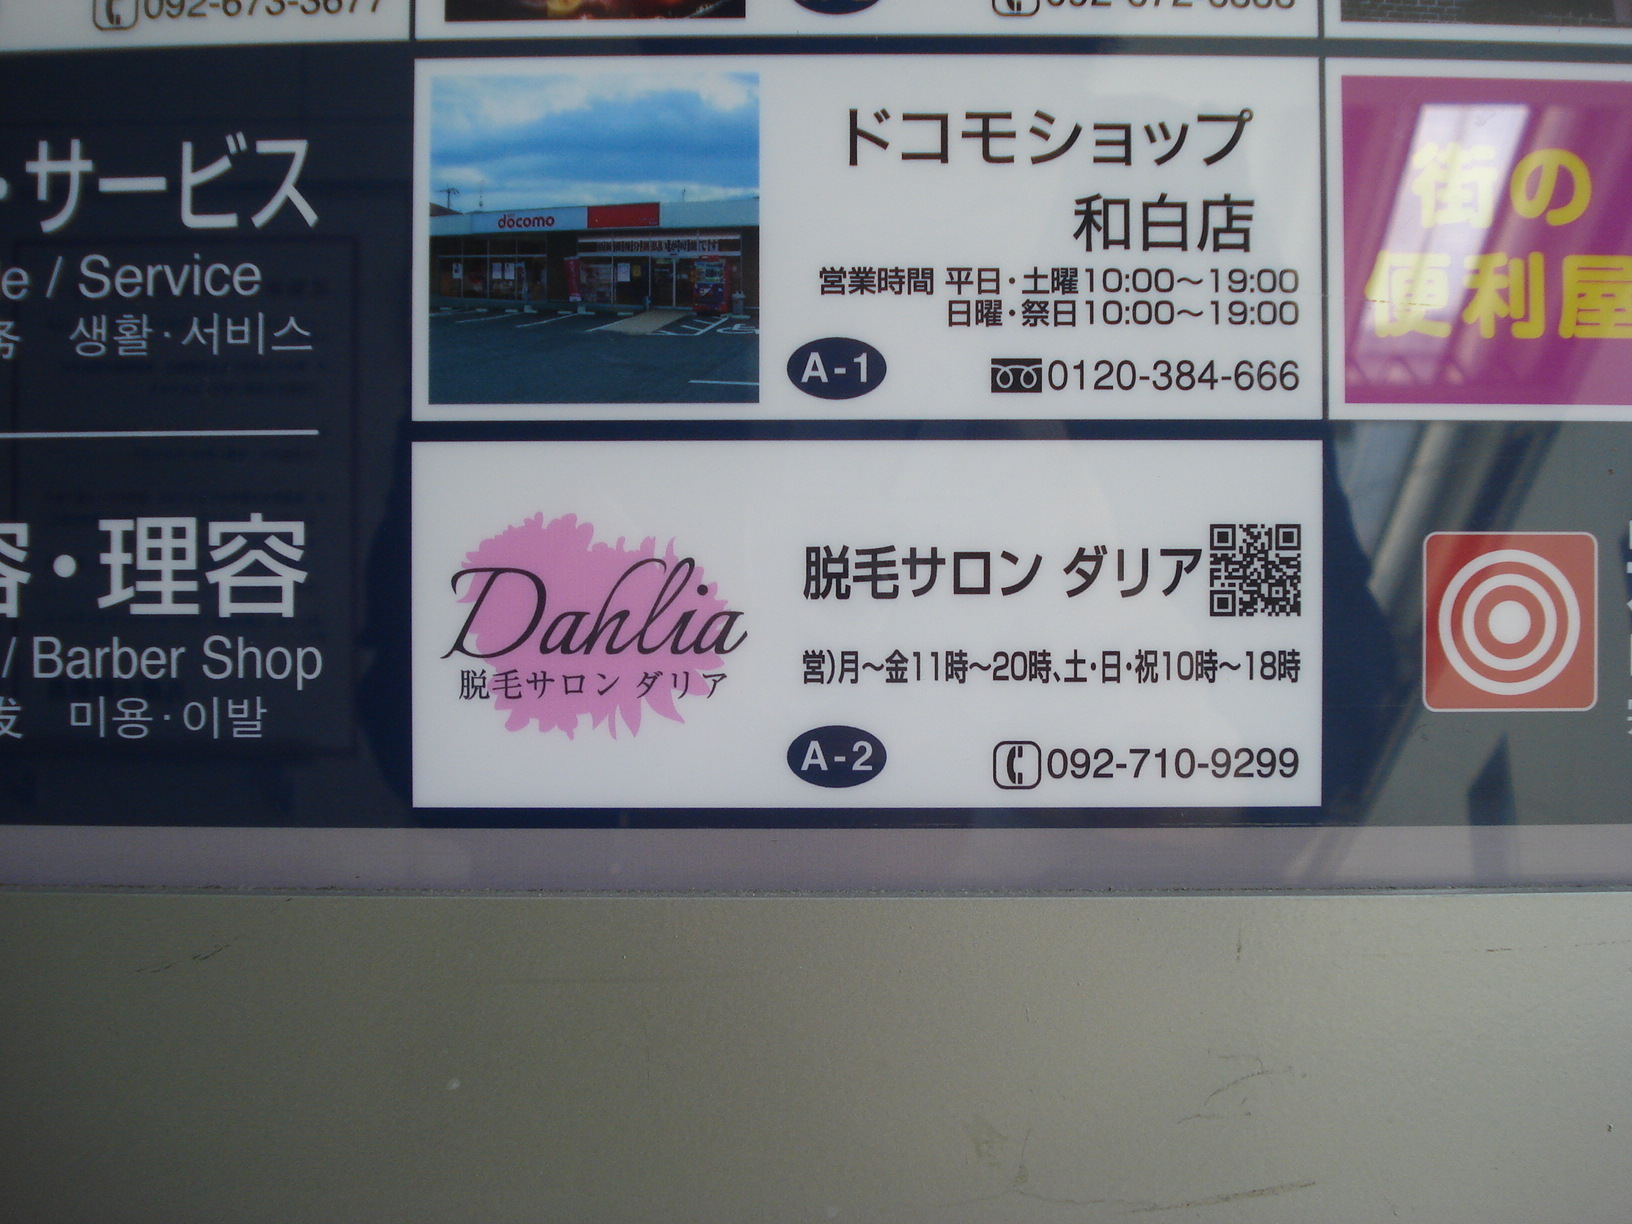 092-673-3677
・サービス
/ Service
생활·서비스
docomo
ドコモショップ
和白店
営業時間 平日・土曜10:00〜19:00
日曜・祭日10:00〜19:00
A-1
0120-384-666
街の
便利屋
容・理容
/ Barber Shop
미용·이발
Dahlia
脱毛サロン ダリア
脱毛サロン ダリア
営)月〜金11時〜20時、土・日・祝10時〜18時
A-2
092-710-9299